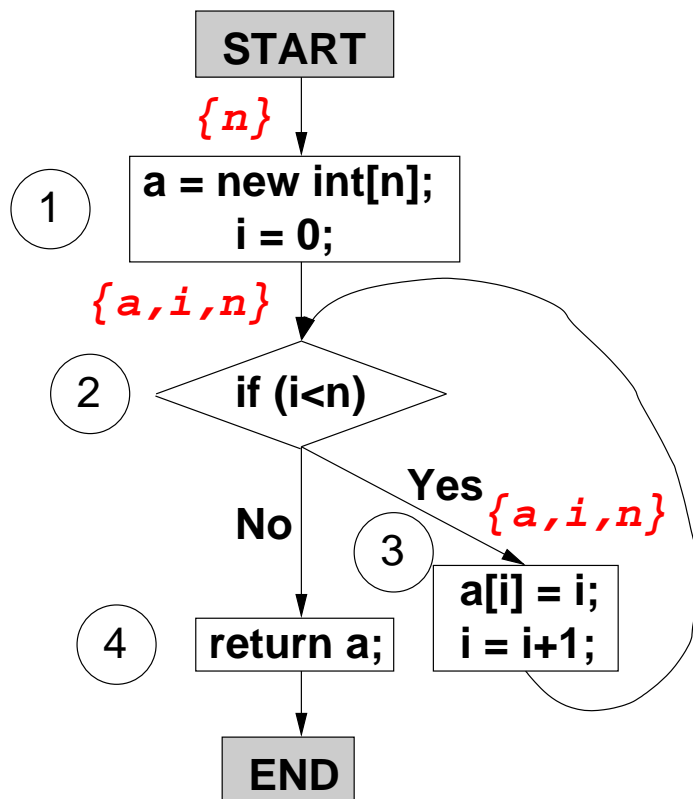 START
{n}
1
a = new int[n];
i = 0;
{a,i,n}
2
if (i<n)
Yes
{a,i,n}
No
3
a[i] = i;
i = i+1;
4
return a;
END